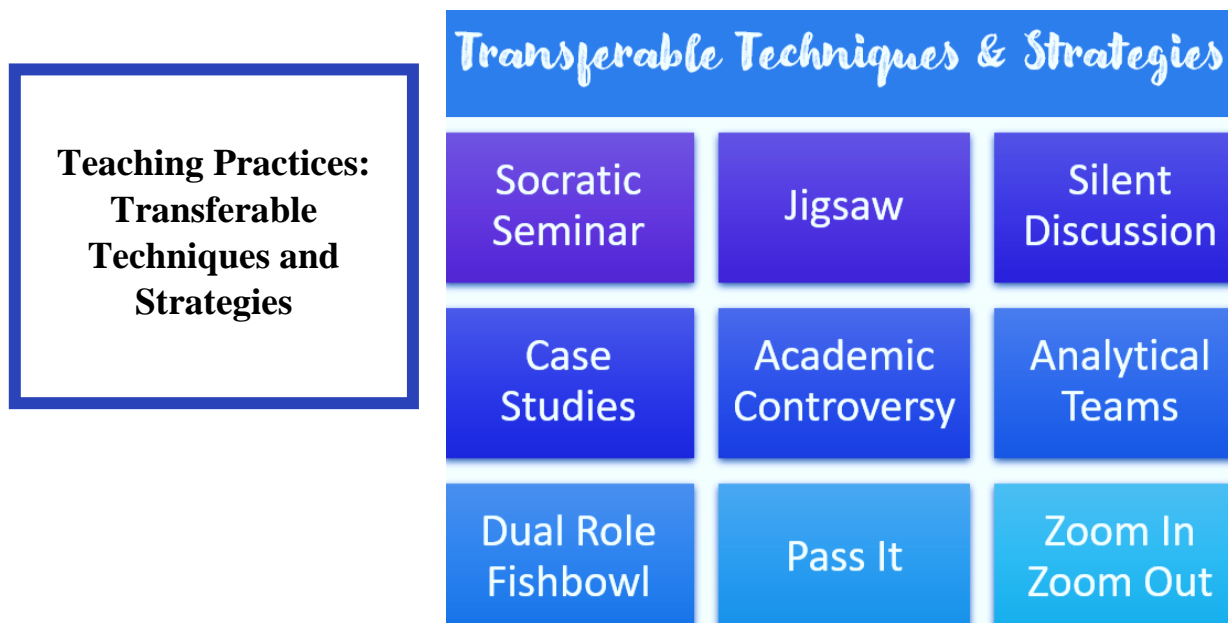 Teaching Practices:
Transferable
Techniques and
Strategies
Transferable Techniques & Strategies
Socratic
Seminar
Jigsaw
Silent
Discussion
Case
Studies
Academic
Controversy
Analytical
Teams
Dual Role
Fishbowl
Pass It
Zoom In
Zoom Out